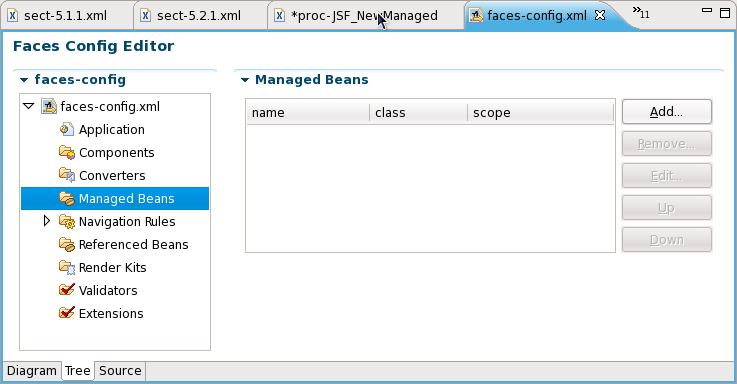 sect-5.1.1.xml
sect-5.2.1.xml
*proc-JSF_NewManaged
faces-config.xml
11
Faces Config Editor
faces-config
faces-config.xml
Application
Components
Converters
Managed Beans
Navigation Rules
Referenced Beans
Render Kits
Validators
Extensions
Managed Beans
name class scope
Add...
Remove...
Edit...
Up
Down
Diagram Tree Source